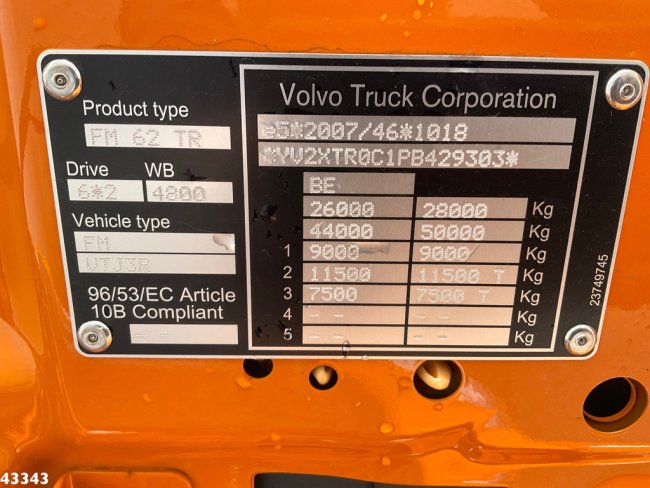 Product type
FM 62 TR
Drive WB
6*2 4800
Vehicle type
FM
VTJ3R
96/53/EC Article
10B Compliant
- -
Volvo Truck Corporation
e5*2007/46*1018
*YV2XTR0C1PB429303*
BE
26000 28000 Kg
44000 50000 Kg
1 9000 9000 Kg
2 11500 11500 T Kg
3 7500 7500 T Kg
4 - - - - Kg
5 - - - - Kg
23749745
43343